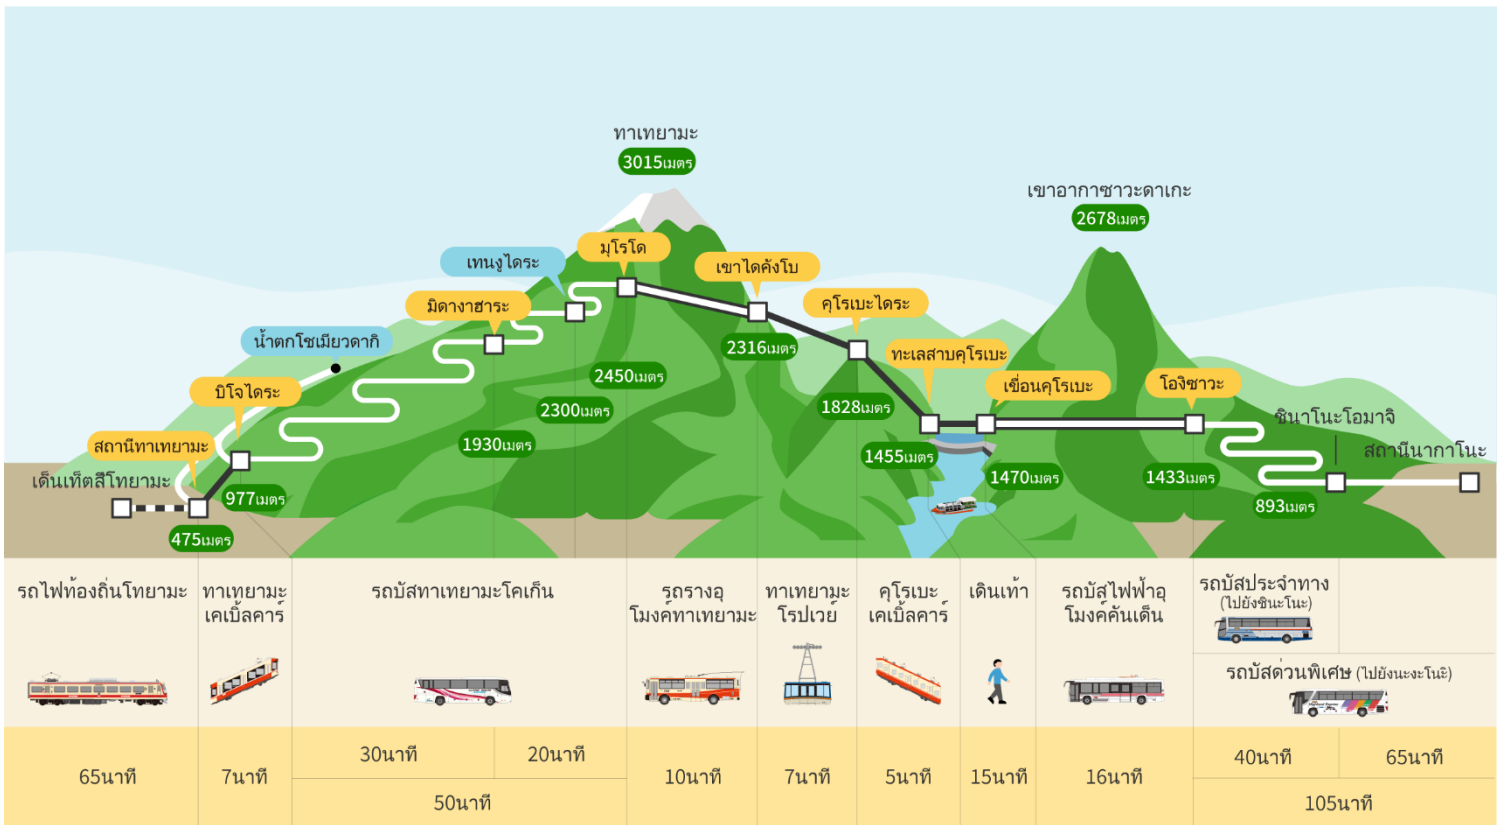 ทาเทยามะ
3015เมตร
เขาอากาซาวะดาเกะ
2678เมตร
มุโรโด
เทนงูไดระ
เขาไดคังโบ
มิดางาฮาระ
คุโรเบะไดระ
น้ำตกโชเมียวดากิ
2316เมตร
ทะเลสาบคุโรเบะ
2450เมตร
บิโจไดระ
เขื่อนคุโรเบะ
โองิซาวะ
2300เมตร
1828เมตร
ชินาโนะโอมาจิ
สถานีทาเทยามะ
1930เมตร
1455เมตร
สถานีนากาโนะ
เด็นเท็ตสึโทยามะ
977เมตร
1470เมตร
1433เมตร
893เมตร
475เมตร
รถไฟท้องถิ่นโทยามะ
ทาเทยามะ
เคเบิ้ลคาร์
รถบัสทาเทยามะโคเก็น
รถรางอุ
โมงค์ทาเทยามะ
ทาเทยามะ
โรปเวย์
คุโรเบะ
เคเบิ้ลคาร์
เดินเท้า
รถบัสไฟฟ้าอุ
โมงค์คันเด็น
รถบัสประจำทาง
(ไปยังชินะโนะ)
รถบัสด่วนพิเศษ (ไปยังนะงะโนะ)
65นาที
7นาที
30นาที
20นาที
50นาที
10นาที
7นาที
5นาที
15นาที
16นาที
40นาที
65นาที
105นาที